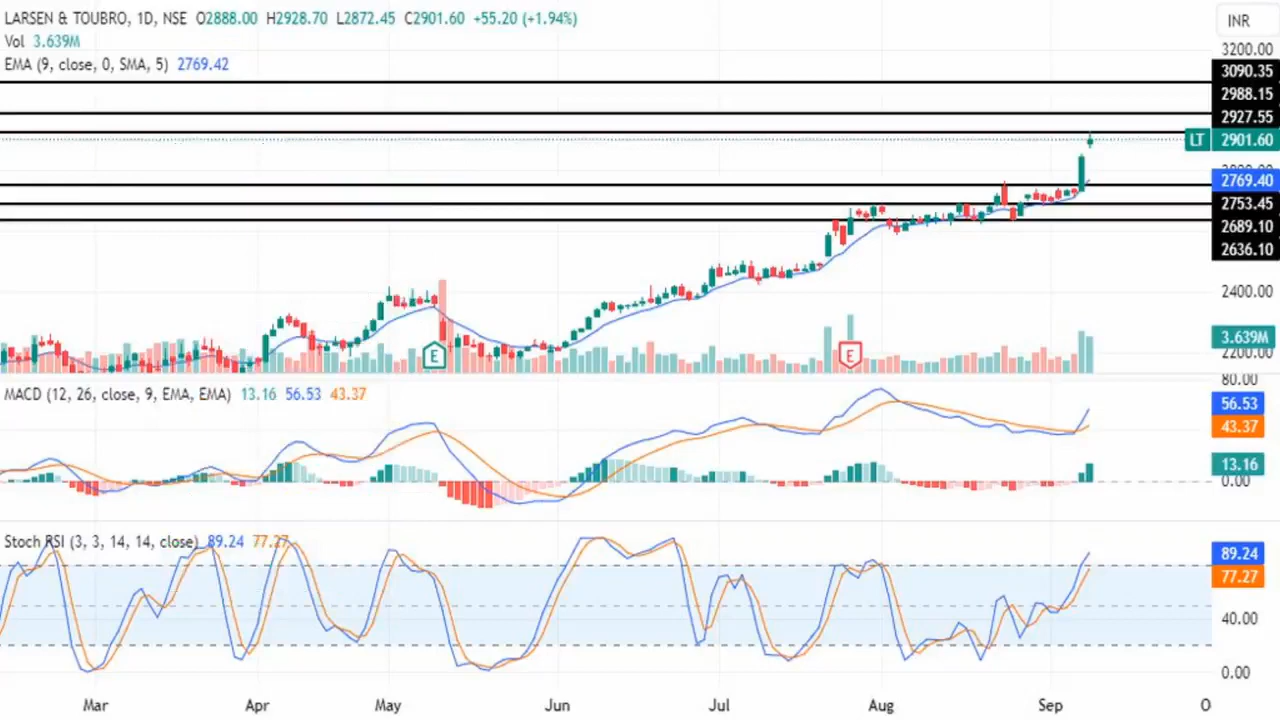 LARSEN & TOUBRO, 1D, NSE O2888.00 H2928.70 L2872.45 C2901.60 +55.20 (+1.94%)
INR
Vol 3.639M
EMA (9, close, 0, SMA, 5) 2769.42
3200.00
3090.35
2988.15
2927.55
LT 2901.60
2769.40
2753.45
2689.10
2636.10
2400.00
3.639M
2200.00
E
E
MACD (12, 26, close, 9, EMA, EMA) 13.16 56.53 43.37
80.00
56.53
43.37
13.16
0.00
Stoch RSI (3, 3, 14, 14, close) 89.24 77.27
89.24
77.27
40.00
0.00
Mar Apr May Jun Jul Aug Sep O